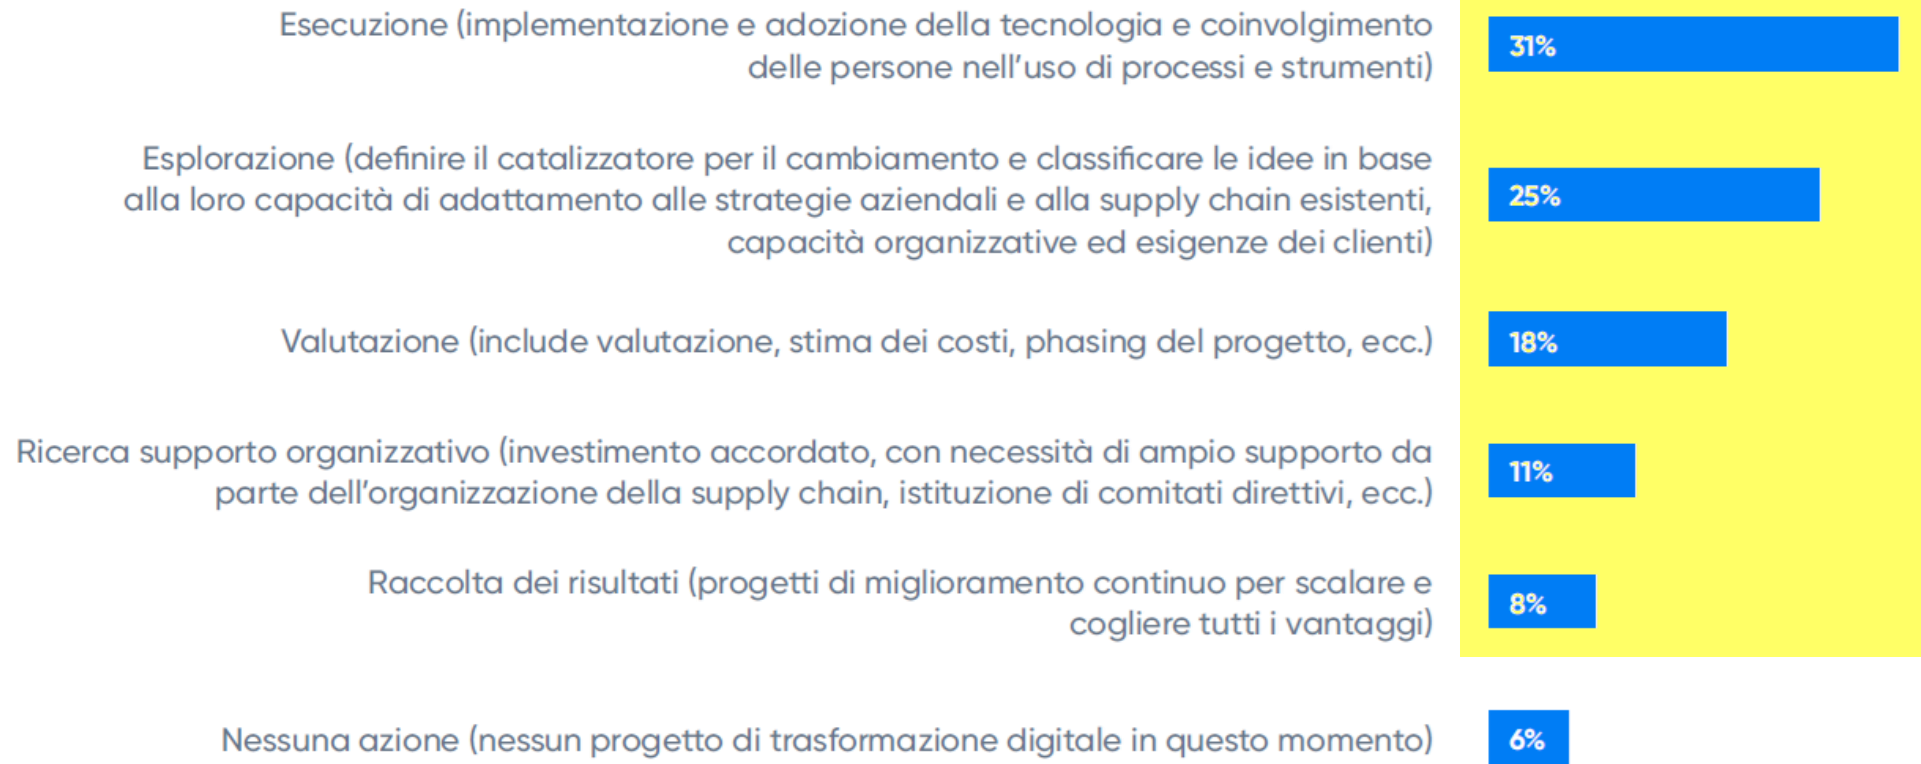 Esecuzione (implementazione e adozione della tecnologia e coinvolgimento
delle persone nell'uso di processi e strumenti)
31%
Esplorazione (definire il catalizzatore per il cambiamento e classificare le idee in base
alla loro capacità di adattamento alle strategie aziendali e alla supply chain esistenti,
capacità organizzative ed esigenze dei clienti)
25%
Valutazione (include valutazione, stima dei costi, phasing del progetto, ecc.)
18%
Ricerca supporto organizzativo (investimento accordato, con necessità di ampio supporto da
parte dell'organizzazione della supply chain, istituzione di comitati direttivi, ecc.)
11%
Raccolta dei risultati (progetti di miglioramento continuo per scalare e
cogliere tutti i vantaggi)
8%
Nessuna azione (nessun progetto di trasformazione digitale in questo momento)
6%